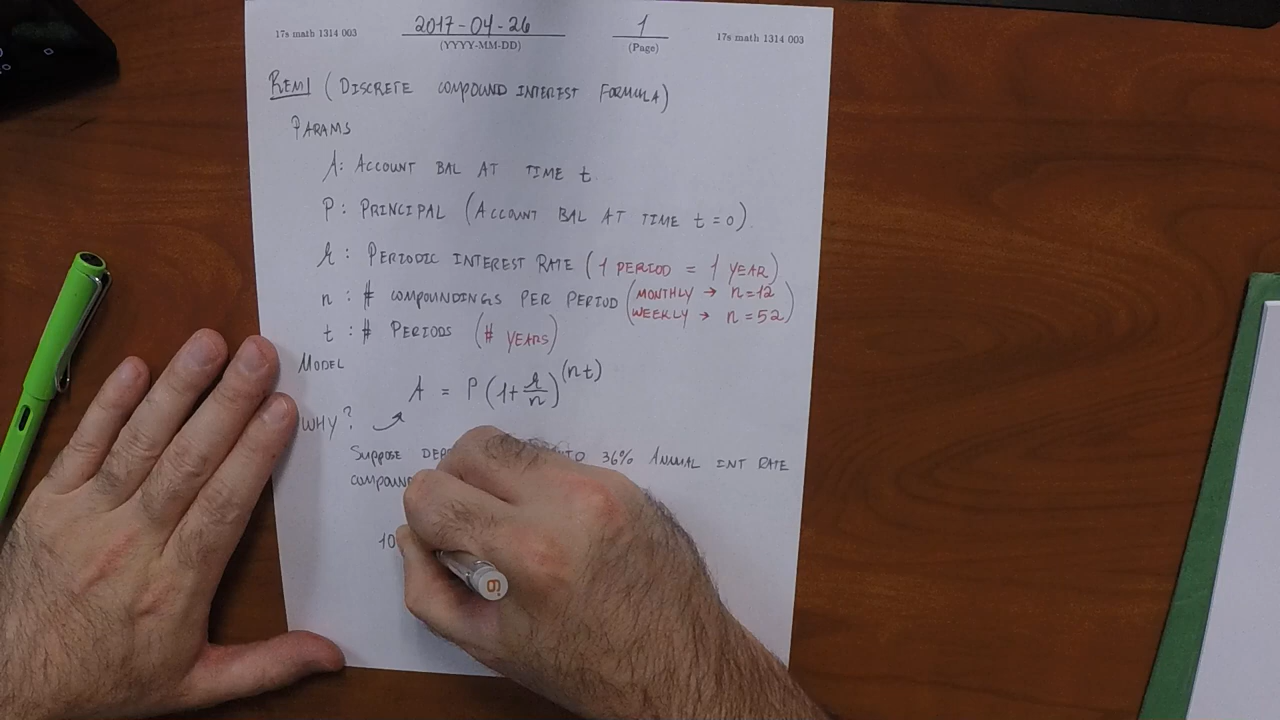 17s math 1314 003 2017-04-26 1 17s math 1314 003
(YYYY-MM-DD) (Page)
REM1 (DISCRETE COMPOUND INTEREST FORMULA)
PARAMS
A: ACCOUNT BAL AT TIME t.
P: PRINCIPAL (ACCOUNT BAL AT TIME t=0).
r: PERIODIC INTEREST RATE (1 PERIOD = 1 YEAR)
n: # COMPOUNDINGS PER PERIOD (MONTHLY → n=12
WEEKLY → n=52)
t: # PERIODS (# YEARS)
MODEL
A = P(1+r/n)^(nt)
WHY?
SUPPOSE 36% ANNUAL INT RATE
10